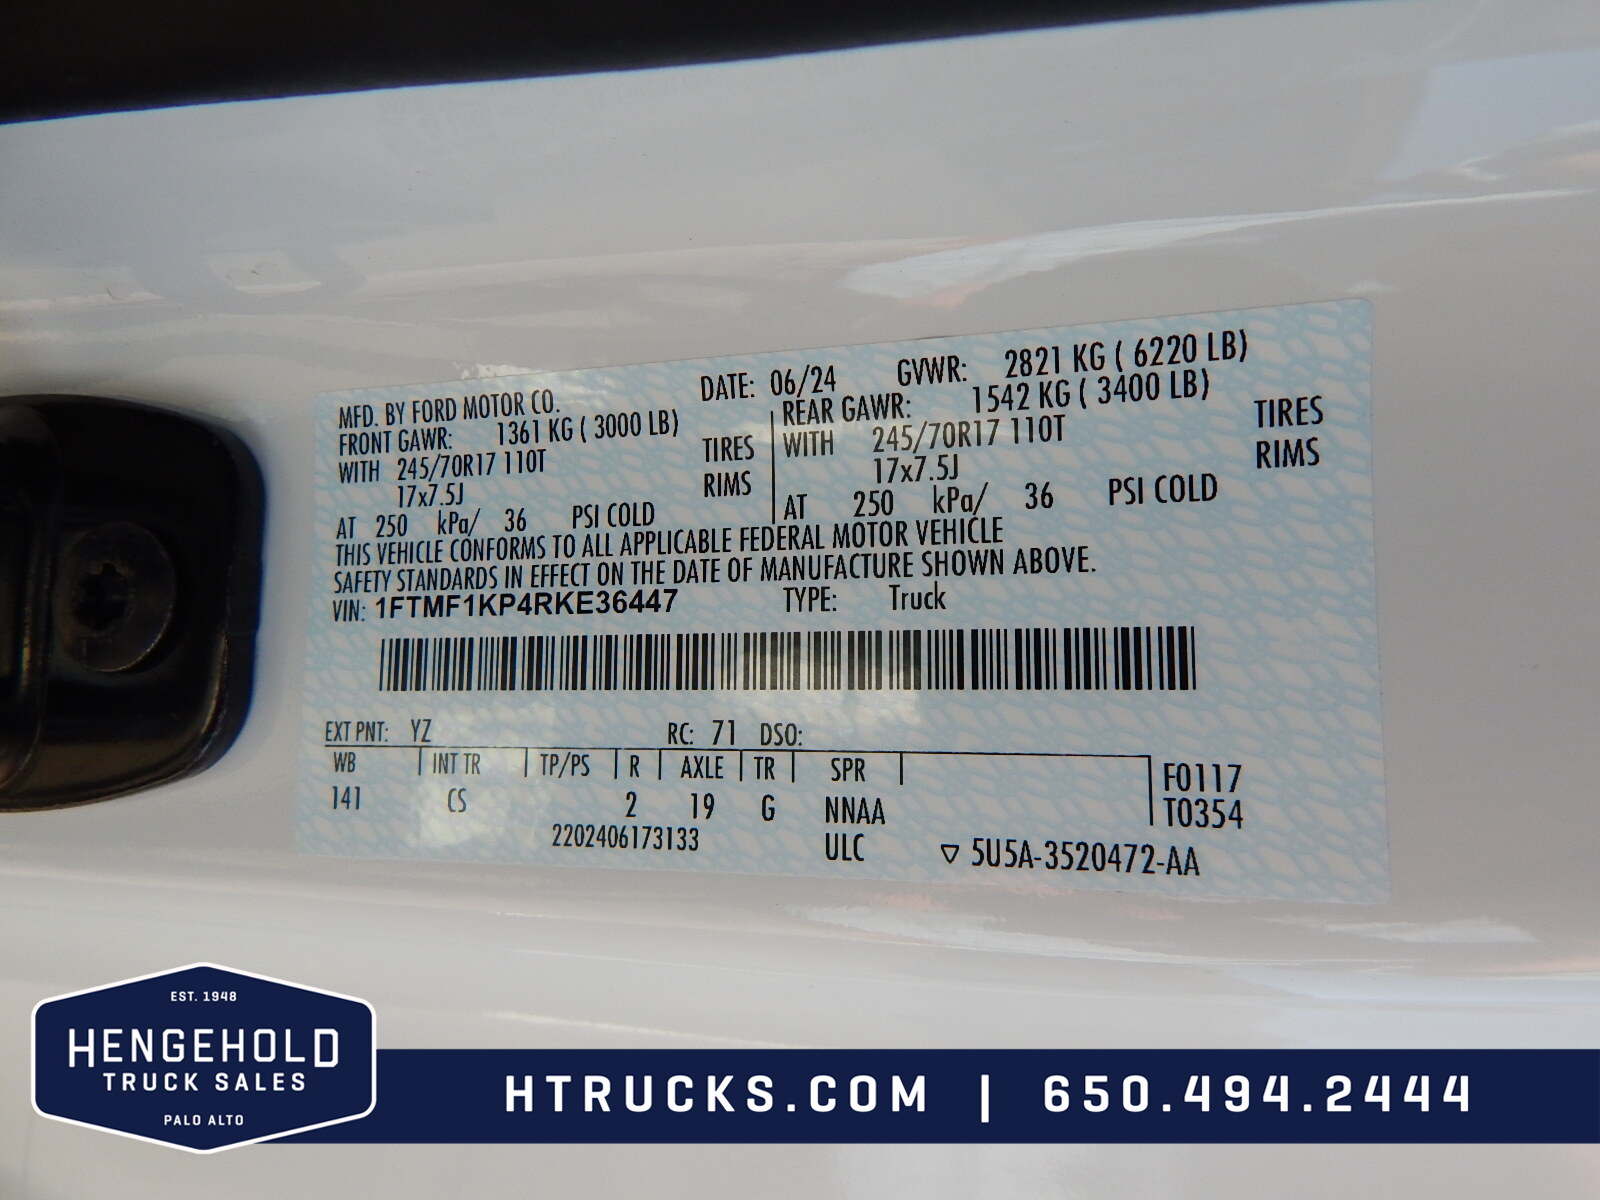 MFD. BY FORD MOTOR CO. DATE: 06/24 GVWR: 2821 KG ( 6220 LB)
FRONT GAWR: 1361 KG ( 3000 LB) REAR GAWR: 1542 KG ( 3400 LB)
WITH 245/70R17 110T TIRES WITH 245/70R17 110T TIRES
17x7.5J RIMS 17x7.5J RIMS
AT 250 kPa/ 36 PSI COLD AT 250 kPa/ 36 PSI COLD
THIS VEHICLE CONFORMS TO ALL APPLICABLE FEDERAL MOTOR VEHICLE
SAFETY STANDARDS IN EFFECT ON THE DATE OF MANUFACTURE SHOWN ABOVE.
VIN: 1FTMF1KP4RKE36447 TYPE: Truck
EXT PNT: YZ RC: 71 DSO:
WB INT TR TP/PS R AXLE TR SPR F0117
141 CS 2 19 G NNAA T0354
2202406173133 ULC ▽ 5U5A-3520472-AA
EST. 1948
HENGEHOLD
TRUCK SALES
PALO ALTO
HTRUCKS.COM | 650.494.2444